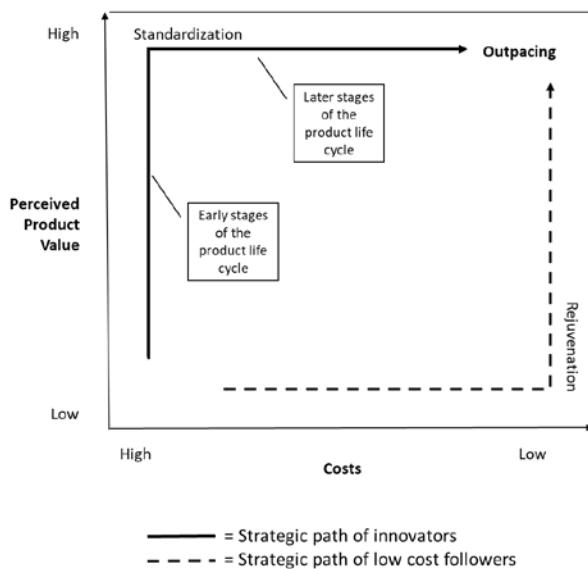 High
Standardization
Outpacing
Later stages
of the
product life
cycle
Perceived
Product
Value
Early stages
of the
product life
cycle
Rejuvenation
Low
High
Low
Costs
= Strategic path of innovators
= Strategic path of low cost followers